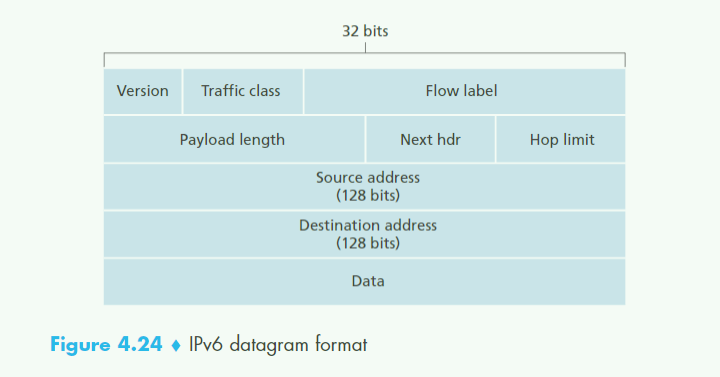 32 bits
Version Traffic class Flow label
Payload length Next hdr Hop limit
Source address
(128 bits)
Destination address
(128 bits)
Data
Figure 4.24 ♦ IPv6 datagram format